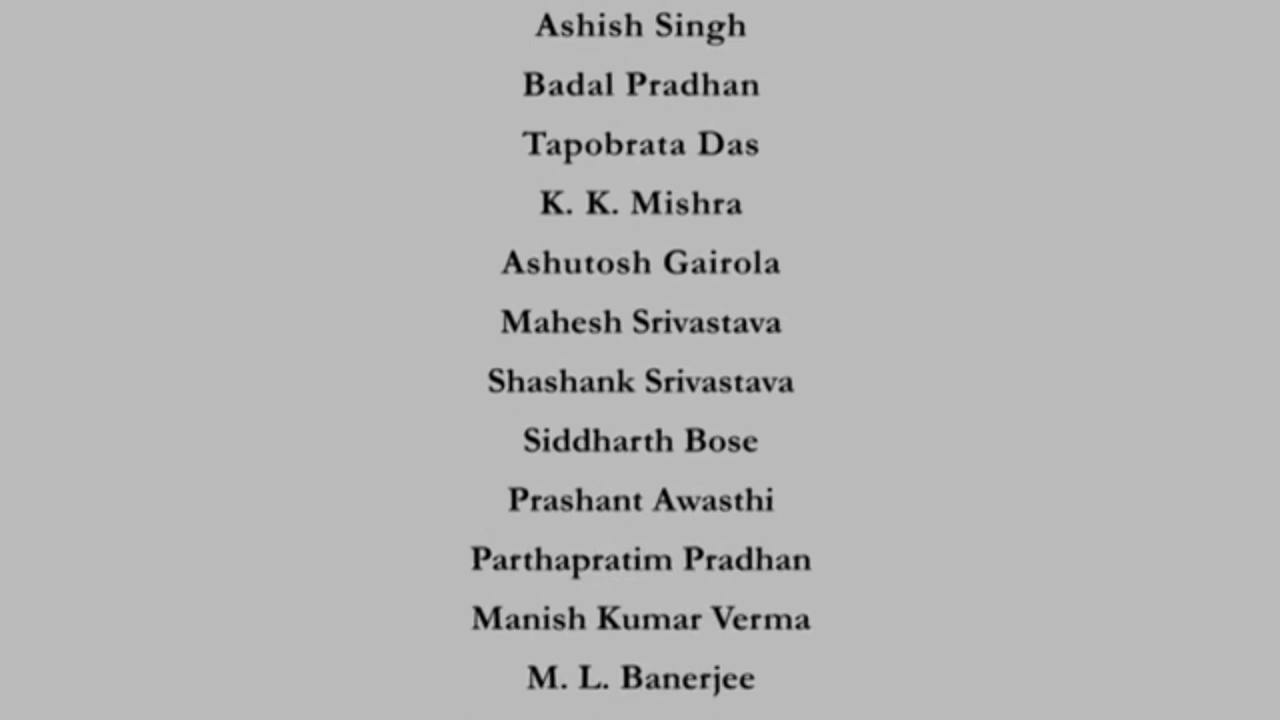 Ashish Singh
Badal Pradhan
Tapobrata Das
K. K. Mishra
Ashutosh Gairola
Mahesh Srivastava
Shashank Srivastava
Siddharth Bose
Prashant Awasthi
Parthapratim Pradhan
Manish Kumar Verma
M. L. Banerjee